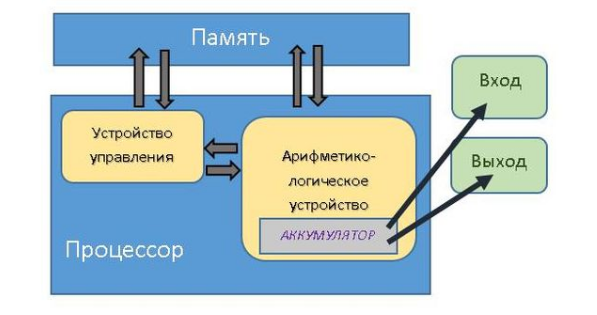 Память
Вход
Устройство
управления
Арифметико-
логическое
устройство
Выход
АККУМУЛЯТОР
Процессор